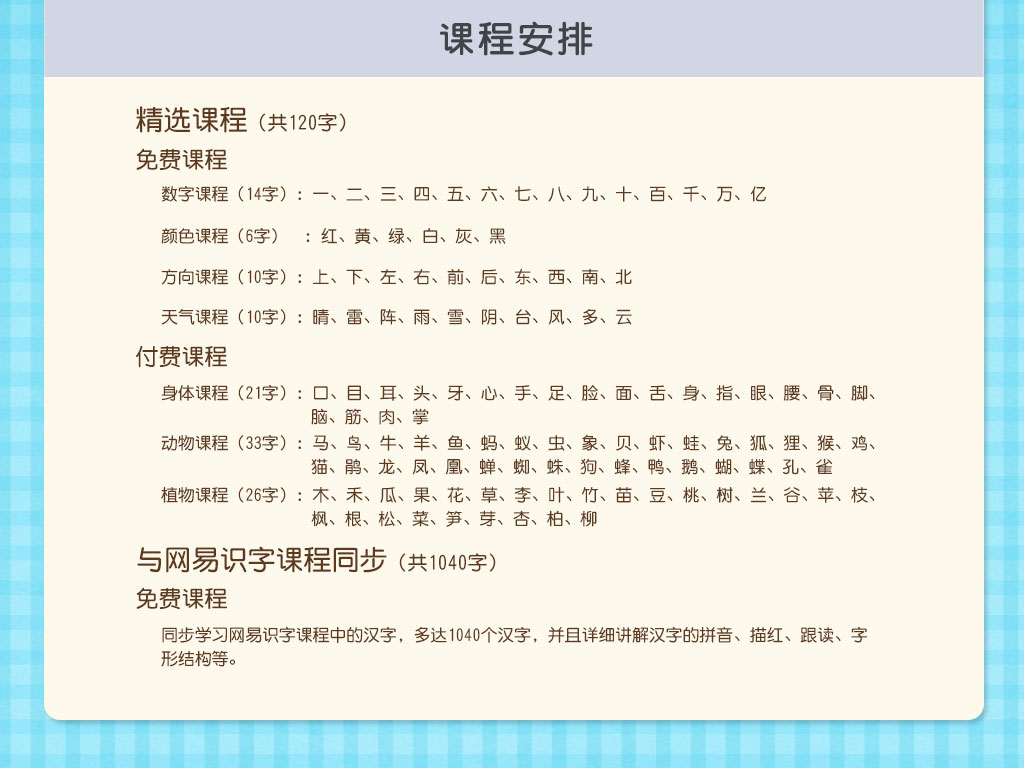 课程安排
精选课程（共120字）
免费课程
数字课程（14字）：一、二、三、四、五、六、七、八、九、十、百、千、万、亿
颜色课程（6字）　：红、黄、绿、白、灰、黑
方向课程（10字）：上、下、左、右、前、后、东、西、南、北
天气课程（10字）：晴、雷、阵、雨、雪、阴、台、风、多、云
付费课程
身体课程（21字）：口、目、耳、头、牙、心、手、足、脸、面、舌、身、指、眼、腰、骨、脚、
脑、筋、肉、掌
动物课程（33字）：马、鸟、牛、羊、鱼、蚂、蚁、虫、象、贝、虾、蛙、兔、狐、狸、猴、鸡、
猫、鹃、龙、凤、凰、蝉、蜘、蛛、狗、蜂、鸭、鹅、蝴、蝶、孔、雀
植物课程（26字）：木、禾、瓜、果、花、草、李、叶、竹、苗、豆、桃、树、兰、谷、苹、枝、
枫、根、松、菜、笋、芽、杏、柏、柳
与网易识字课程同步（共1040字）
免费课程
同步学习网易识字课程中的汉字，多达1040个汉字，并且详细讲解汉字的拼音、描红、跟读、字
形结构等。